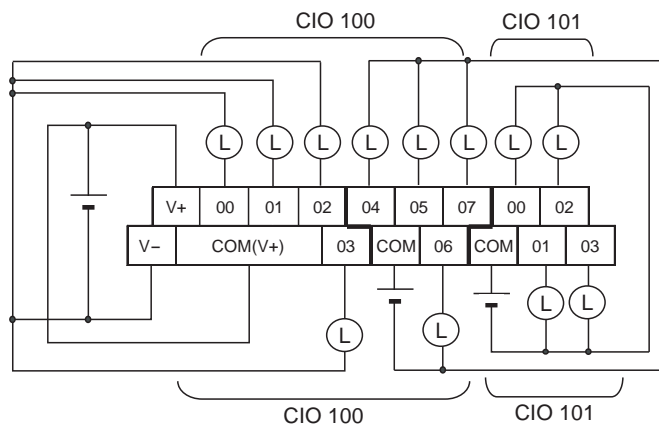 CIO 100 CIO 101
L L L L L L L L
V+ 00 01 02 04 05 07 00 02
V− COM(V+) 03 COM 06 COM 01 03
L L L L
CIO 100 CIO 101